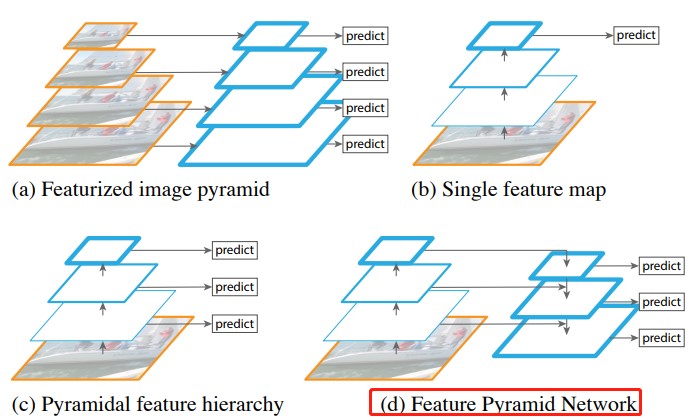 predict
predict
predict
predict
(a) Featurized image pyramid
predict
(b) Single feature map
predict
predict
predict
(c) Pyramidal feature hierarchy
predict
predict
predict
(d) Feature Pyramid Network